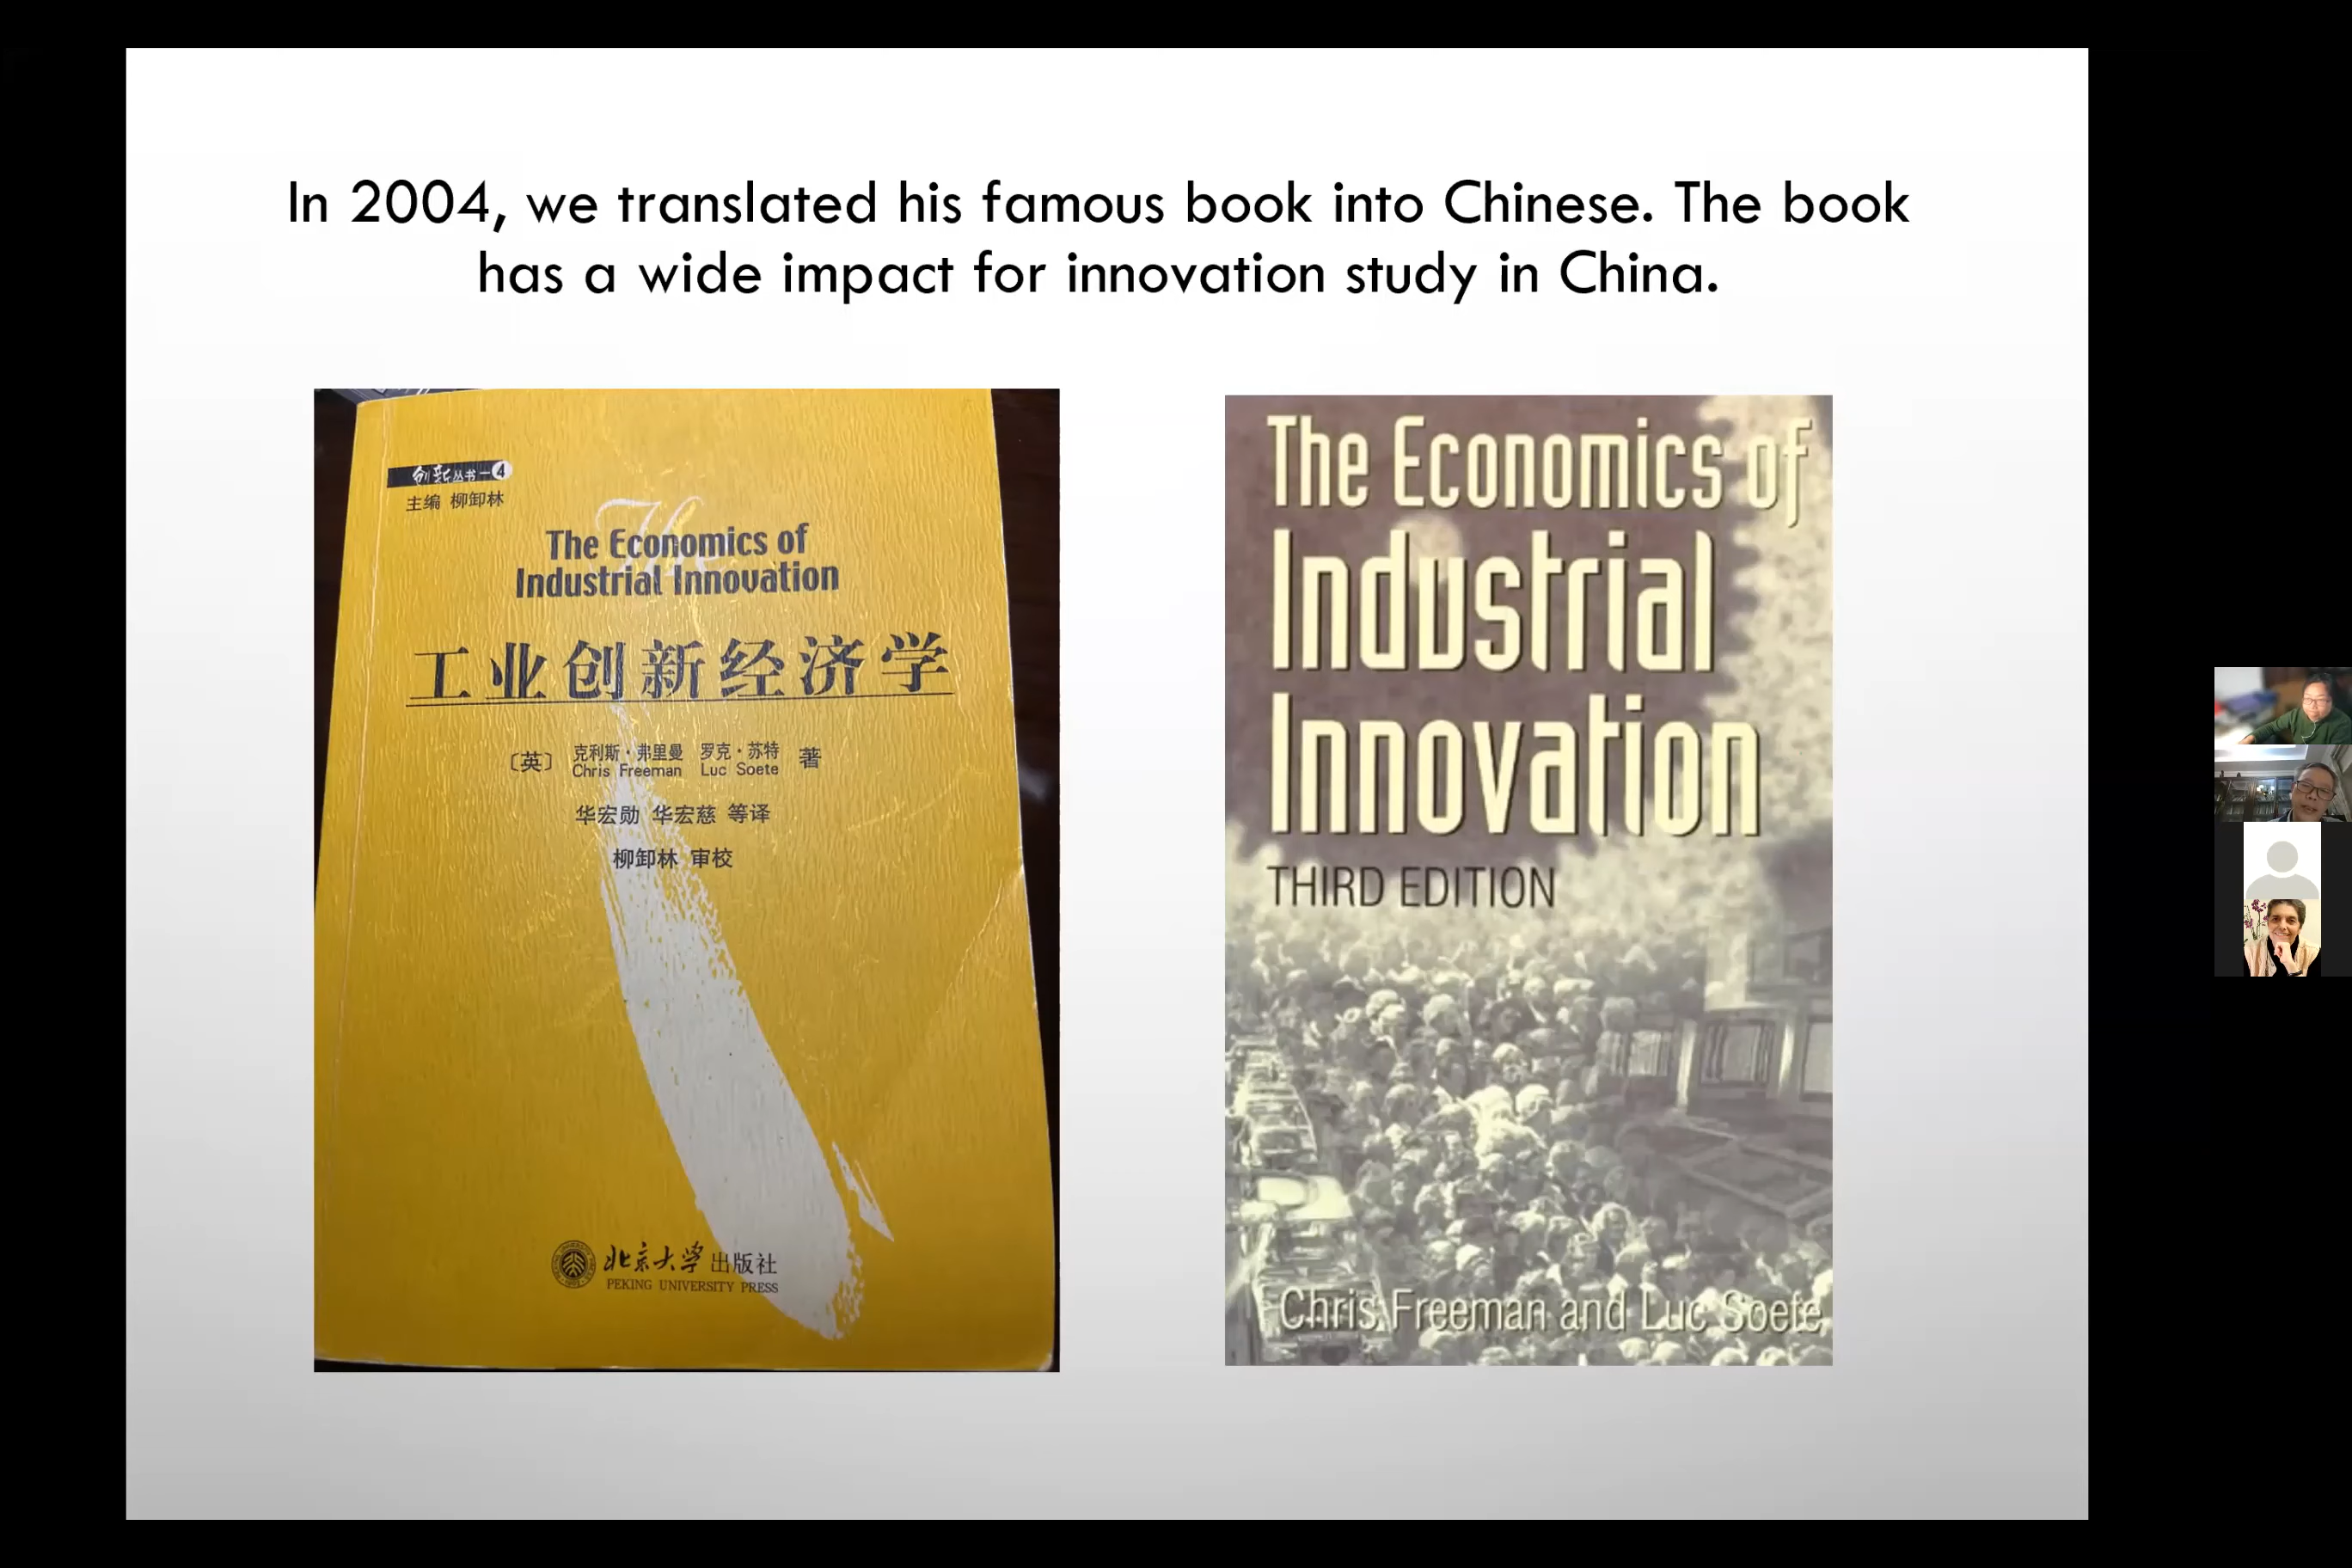 In 2004, we translated his famous book into Chinese. The book
has a wide impact for innovation study in China.
创新丛书—4
主编 柳卸林
The
The Economics of
Industrial Innovation
工业创新经济学
〔英〕 克利斯·弗里曼 罗克·苏特 著
Chris Freeman Luc Soete
华宏勋 华宏慈 等译
柳卸林 审校
北京大学出版社
PEKING UNIVERSITY PRESS
The Economics of
Industrial
Innovation
THIRD EDITION
Chris Freeman and Luc Soete